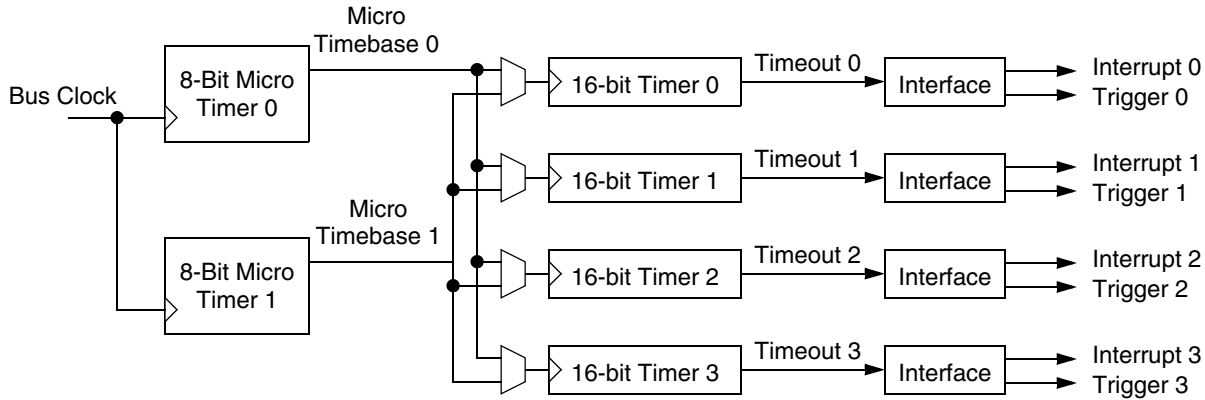 Bus Clock
8-Bit Micro
Timer 0
Micro
Timebase 0
16-bit Timer 0
Timeout 0
Interface
Interrupt 0
Trigger 0
16-bit Timer 1
Timeout 1
Interface
Interrupt 1
Trigger 1
8-Bit Micro
Timer 1
Micro
Timebase 1
16-bit Timer 2
Timeout 2
Interface
Interrupt 2
Trigger 2
16-bit Timer 3
Timeout 3
Interface
Interrupt 3
Trigger 3